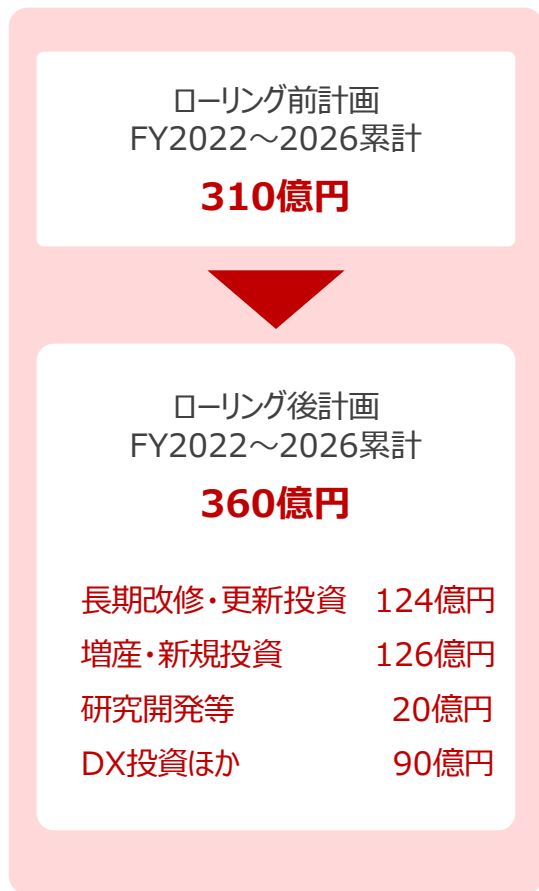 ローリング前計画
FY2022～2026累計
310億円
ローリング後計画
FY2022～2026累計
360億円
長期改修・更新投資 124億円
増産・新規投資 126億円
研究開発等 20億円
DX投資ほか 90億円